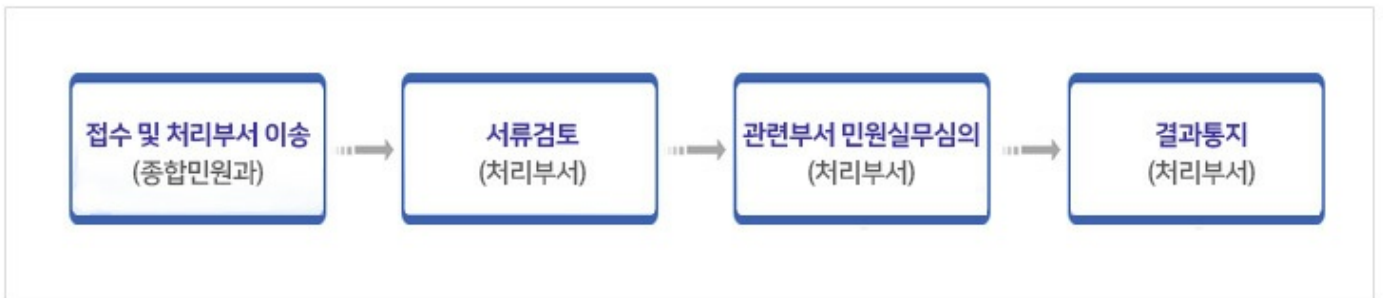 접수 및 처리부서 이송
(종합민원과)
서류검토
(처리부서)
관련부서 민원실무심의
(처리부서)
결과통지
(처리부서)